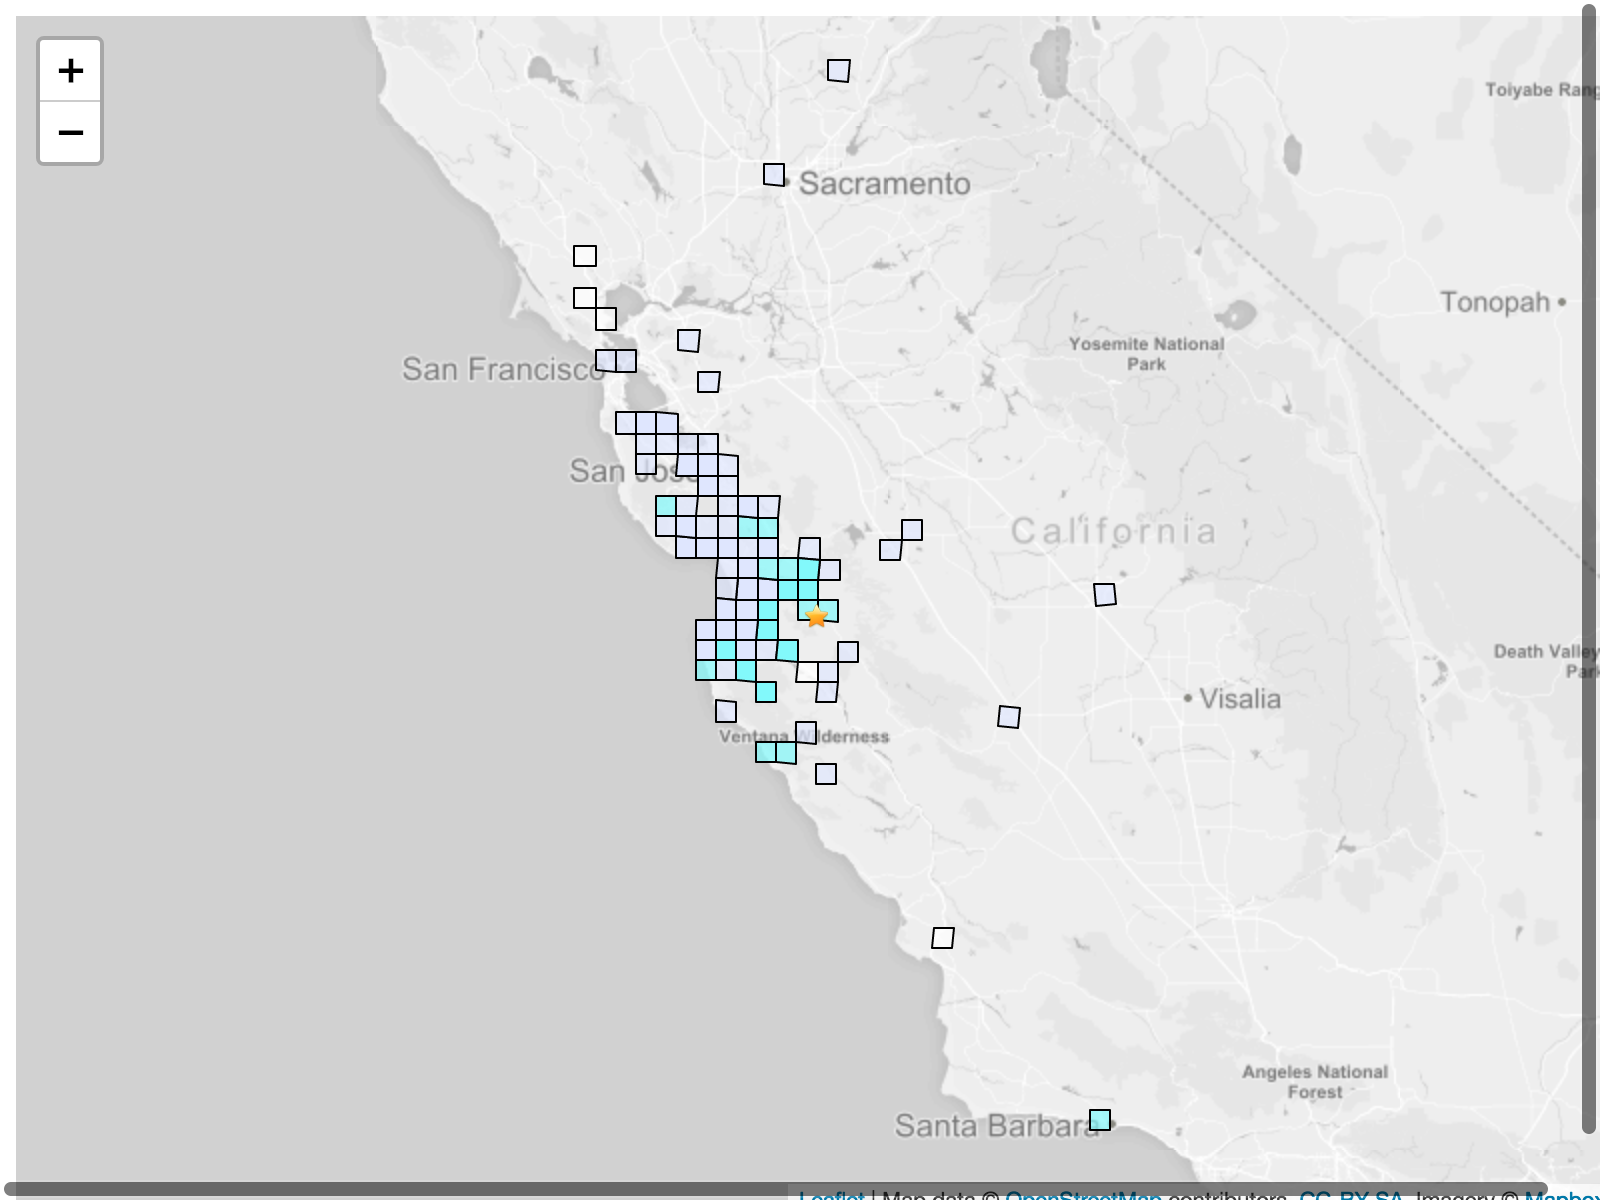 +
−
Toiyabe Rang
Sacramento
Tonopah
Yosemite National
Park
San Francisco
San Jose
California
Death Valley
Park
Visalia
Ventana Wilderness
Angeles National
Forest
Santa Barbara
Leaflet | Map data © OpenStreetMap contributors, CC-BY-SA, Imagery © Mapbox